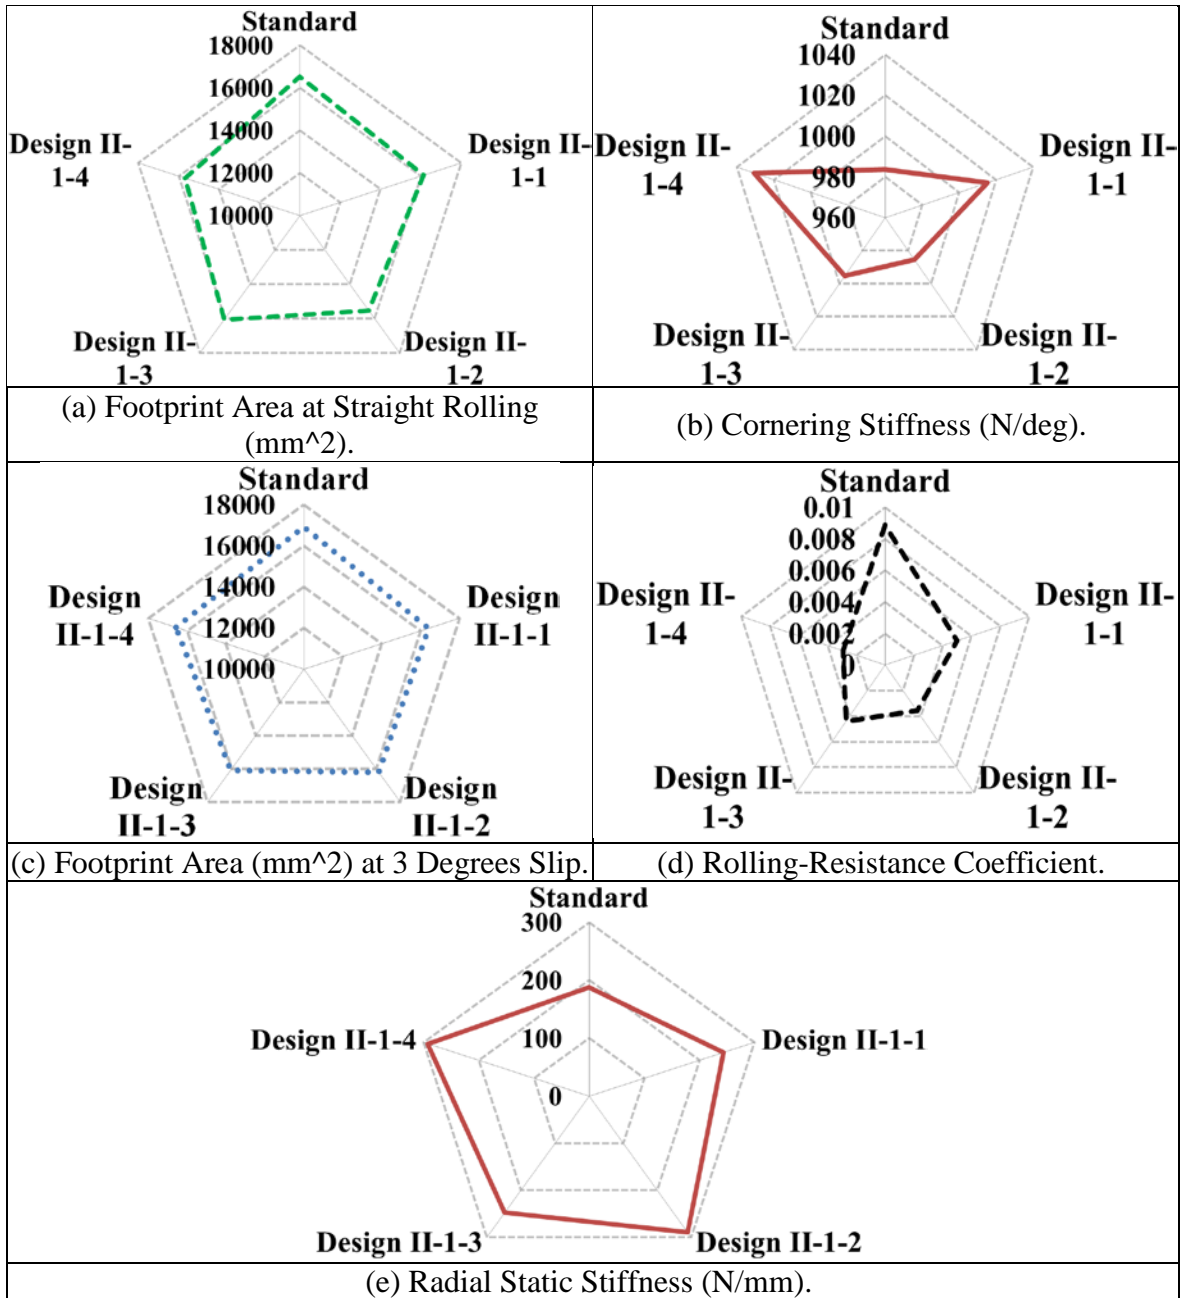 Standard
18000
16000
14000
12000
10000
Design II-
1-4
Design II-
1-1
Design II-
1-3
Design II-
1-2
(a) Footprint Area at Straight Rolling
(mm^2).
Standard
1040
1020
1000
980
960
Design II-
1-4
Design II-
1-1
Design II-
1-3
Design II-
1-2
(b) Cornering Stiffness (N/deg).
Standard
18000
16000
14000
12000
10000
Design
II-1-4
Design
II-1-1
Design
II-1-3
Design
II-1-2
(c) Footprint Area (mm^2) at 3 Degrees Slip.
Standard
0.01
0.008
0.006
0.004
0.002
0
Design II-
1-4
Design II-
1-1
Design II-
1-3
Design II-
1-2
(d) Rolling-Resistance Coefficient.
Standard
300
200
100
0
Design II-1-4
Design II-1-1
Design II-1-3
Design II-1-2
(e) Radial Static Stiffness (N/mm).